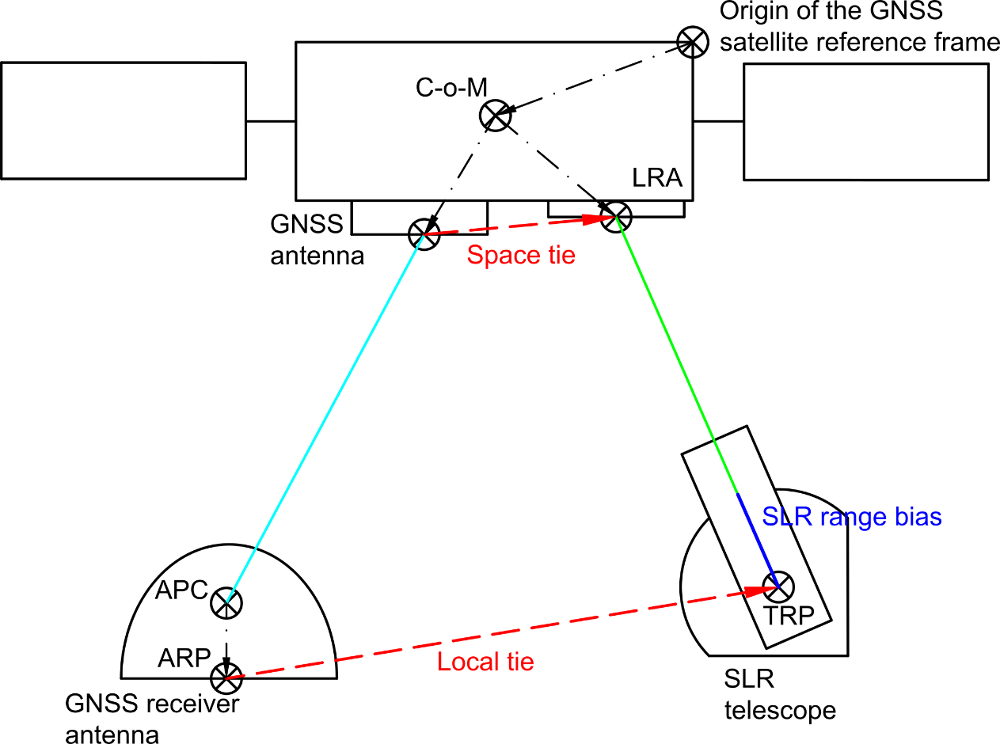 Origin of the GNSS
satellite reference frame
C-o-M
LRA
GNSS
antenna
Space tie
SLR range bias
APC
TRP
ARP
Local tie
GNSS receiver
antenna
SLR
telescope